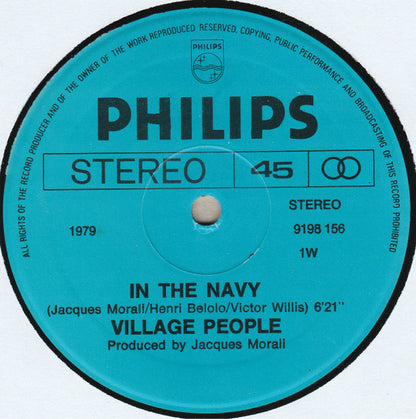 ALL RIGHTS OF THE RECORD PRODUCER AND OF THE OWNER OF THE WORK REPRODUCED RESERVED. COPYING, PUBLIC PERFORMANCE AND BROADCASTING OF THIS RECORD PROHIBITED
PHILIPS
PHILIPS
STEREO 45
STEREO
1979 9198 156
1W
IN THE NAVY
(Jacques Morali/Henri Belolo/Victor Willis) 6'21"
VILLAGE PEOPLE
Produced by Jacques Morali